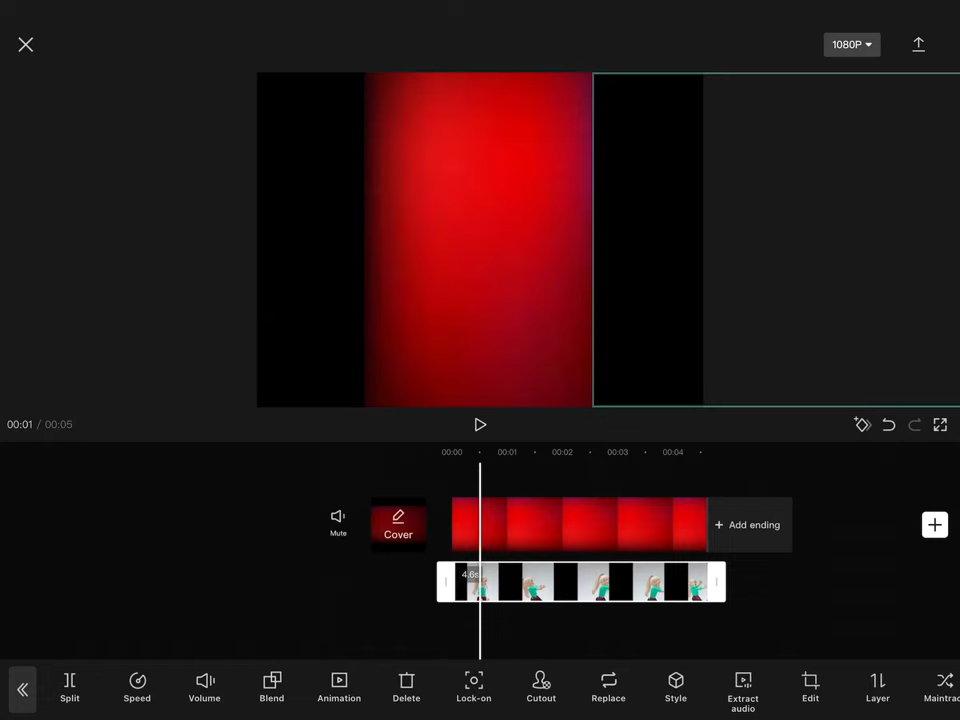 1080P
00:01 / 00:05
00:00
00:01
00:02
00:03
00:04
Mute
Cover
+ Add ending
4.6s
Split
Speed
Volume
Blend
Animation
Delete
Lock-on
Cutout
Replace
Style
Extract
audio
Edit
Layer
Maintrac